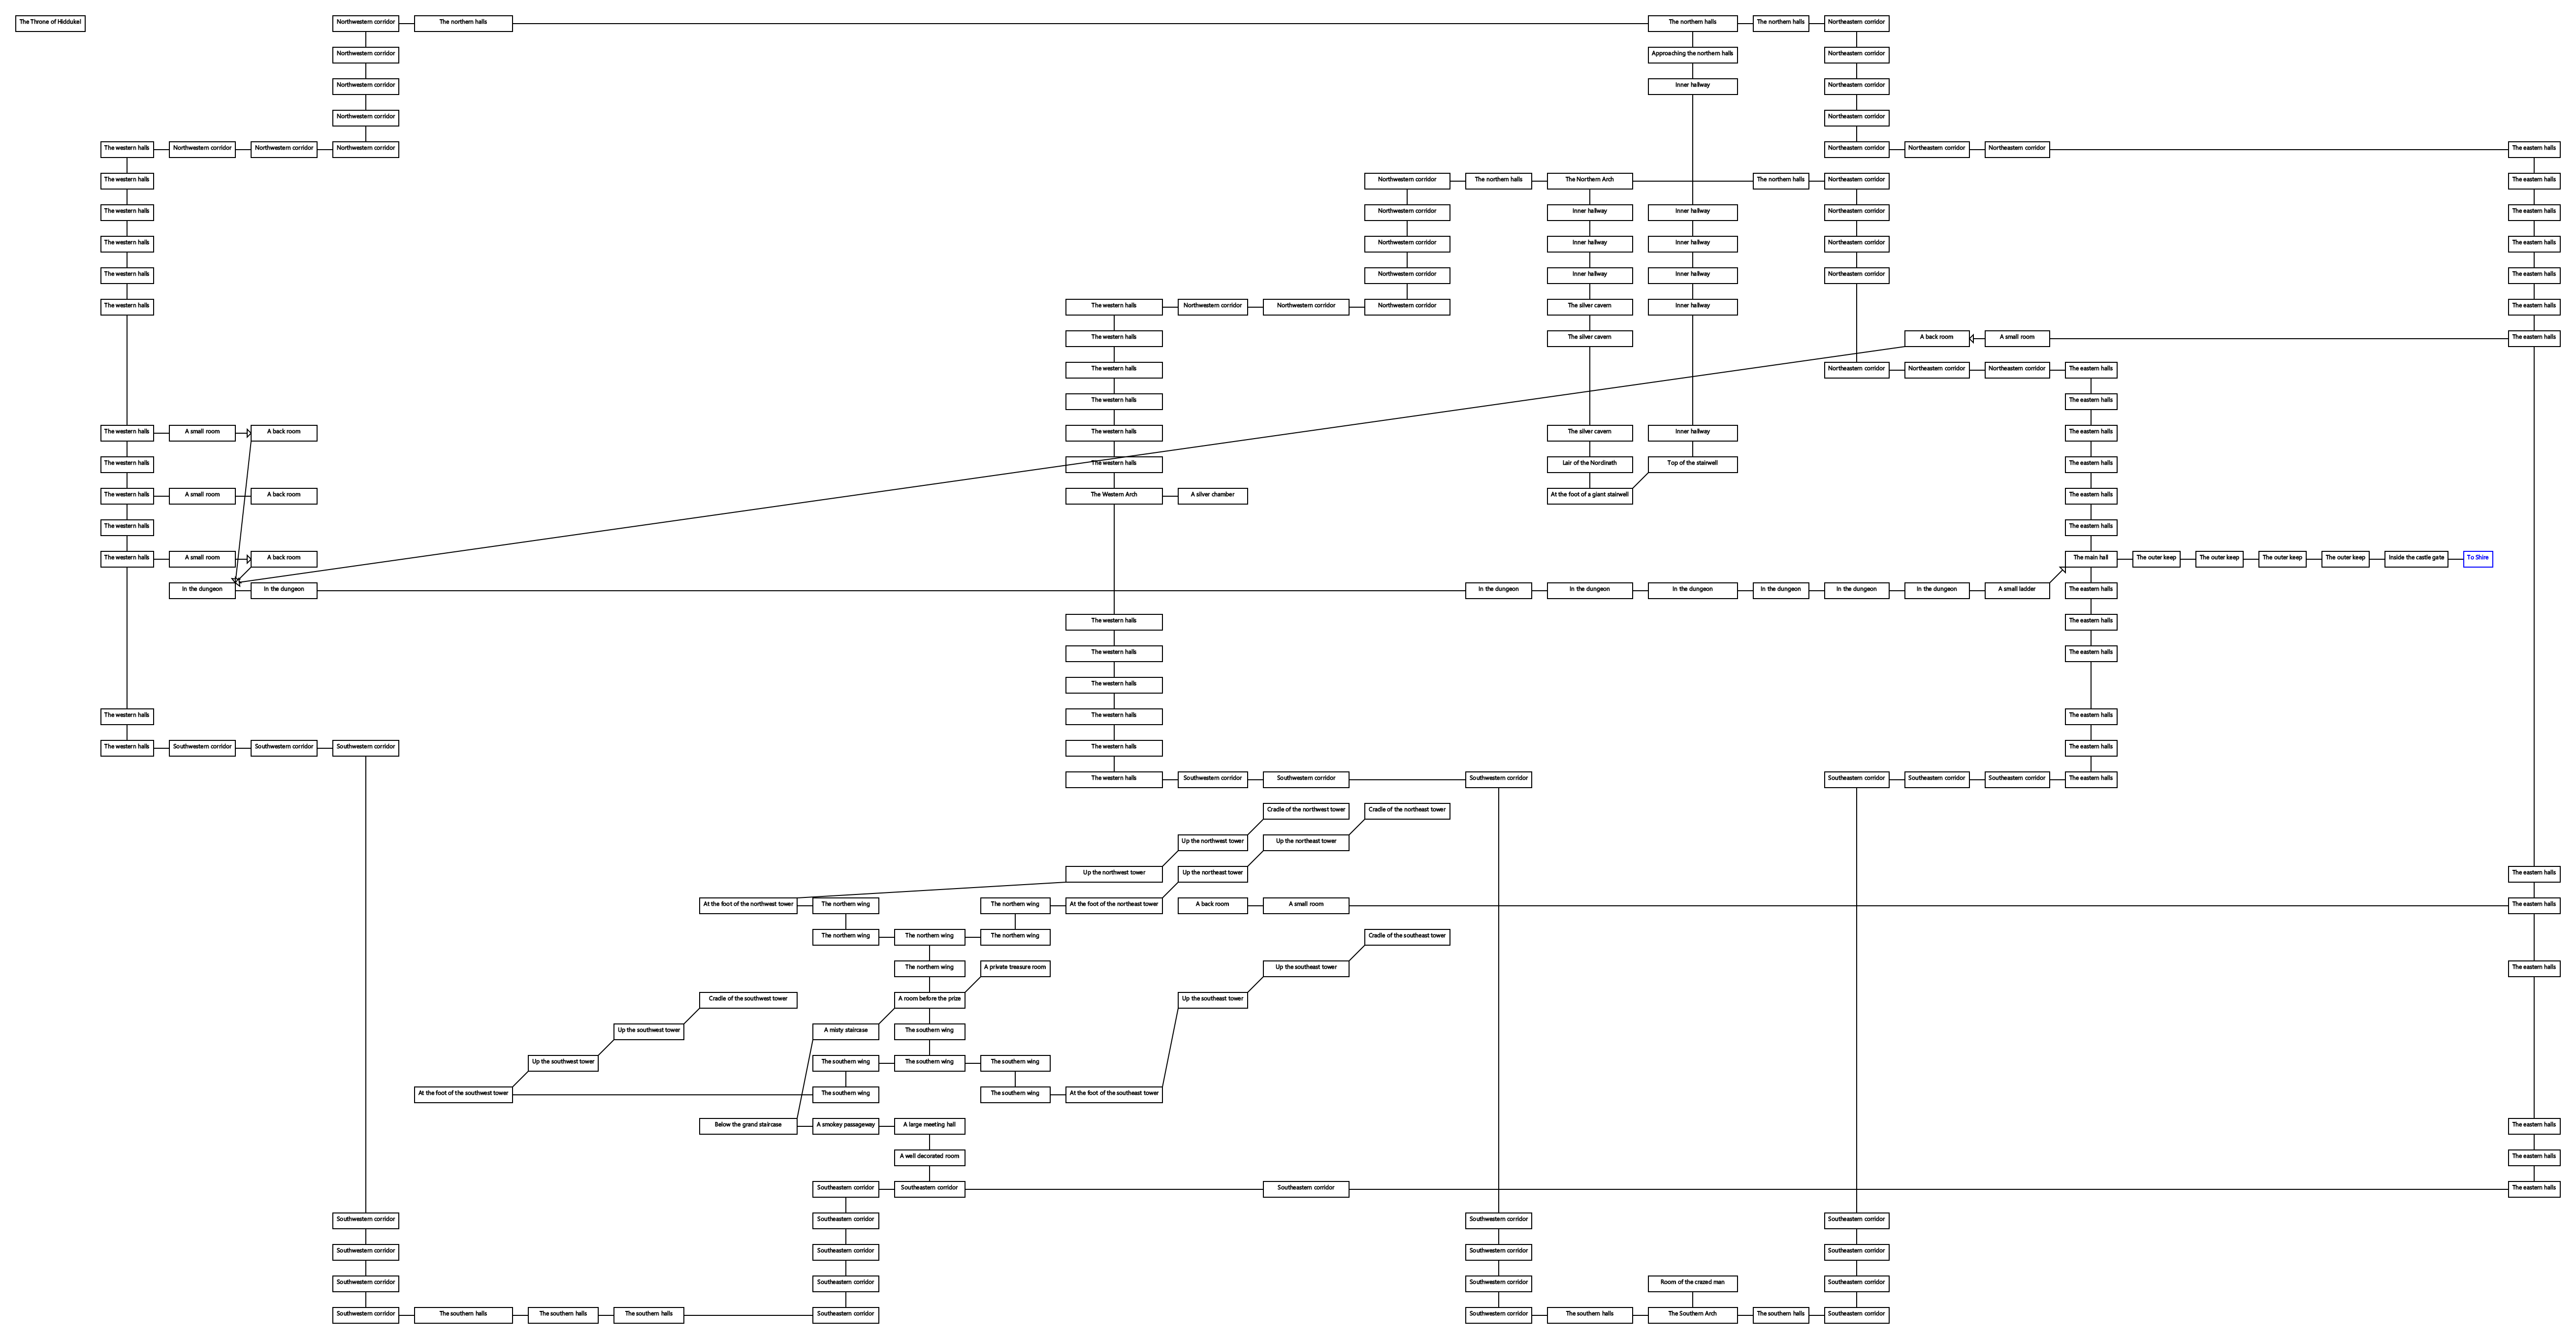 The Throne of Hiddukel
Northwestern corridor
The northern halls
The northern halls
The northern halls
Northeastern corridor
Northwestern corridor
Approaching the northern halls
Northeastern corridor
Northwestern corridor
Inner hallway
Northeastern corridor
Northwestern corridor
Northeastern corridor
The western halls
Northwestern corridor
Northwestern corridor
Northwestern corridor
Northeastern corridor
Northeastern corridor
Northeastern corridor
The eastern halls
The western halls
Northwestern corridor
The northern halls
The Northern Arch
The northern halls
Northeastern corridor
The eastern halls
The western halls
Northwestern corridor
Inner hallway
Inner hallway
Northeastern corridor
The eastern halls
The western halls
Northwestern corridor
Inner hallway
Inner hallway
Northeastern corridor
The eastern halls
The western halls
Northwestern corridor
Inner hallway
Inner hallway
Northeastern corridor
The eastern halls
The western halls
The western halls
Northwestern corridor
Northwestern corridor
Northwestern corridor
The silver cavern
Inner hallway
The eastern halls
The western halls
The silver cavern
A back room
A small room
The eastern halls
The western halls
Northeastern corridor
Northeastern corridor
Northeastern corridor
The eastern halls
The western halls
The eastern halls
The western halls
A small room
A back room
The western halls
The silver cavern
Inner hallway
The eastern halls
The western halls
The western halls
Lair of the Nordinath
Top of the stairwell
The eastern halls
The western halls
A small room
A back room
The Western Arch
A silver chamber
At the foot of a giant stairwell
The eastern halls
The western halls
The eastern halls
The western halls
A small room
A back room
The main hall
The outer keep
The outer keep
The outer keep
The outer keep
Inside the castle gate
To Shire
In the dungeon
In the dungeon
In the dungeon
In the dungeon
In the dungeon
In the dungeon
In the dungeon
In the dungeon
A small ladder
The eastern halls
The western halls
The eastern halls
The western halls
The eastern halls
The western halls
The western halls
The western halls
The eastern halls
The western halls
Southwestern corridor
Southwestern corridor
Southwestern corridor
The western halls
The eastern halls
The western halls
Southwestern corridor
Southwestern corridor
Southwestern corridor
Southeastern corridor
Southeastern corridor
Southeastern corridor
The eastern halls
Cradle of the northwest tower
Cradle of the northeast tower
Up the northwest tower
Up the northeast tower
Up the northwest tower
Up the northeast tower
The eastern halls
At the foot of the northwest tower
The northern wing
The northern wing
At the foot of the northeast tower
A back room
A small room
The eastern halls
The northern wing
The northern wing
The northern wing
Cradle of the southeast tower
The northern wing
A private treasure room
Up the southeast tower
The eastern halls
Cradle of the southwest tower
A room before the prize
Up the southeast tower
Up the southwest tower
A misty staircase
The southern wing
Up the southwest tower
The southern wing
The southern wing
The southern wing
At the foot of the southwest tower
The southern wing
The southern wing
At the foot of the southeast tower
Below the grand staircase
A smokey passageway
A large meeting hall
The eastern halls
A well decorated room
The eastern halls
Southeastern corridor
Southeastern corridor
Southeastern corridor
The eastern halls
Southwestern corridor
Southeastern corridor
Southwestern corridor
Southeastern corridor
Southwestern corridor
Southeastern corridor
Southwestern corridor
Southeastern corridor
Southwestern corridor
Southeastern corridor
Southwestern corridor
Room of the crazed man
Southeastern corridor
Southwestern corridor
The southern halls
The southern halls
The southern halls
Southeastern corridor
Southwestern corridor
The southern halls
The Southern Arch
The southern halls
Southeastern corridor